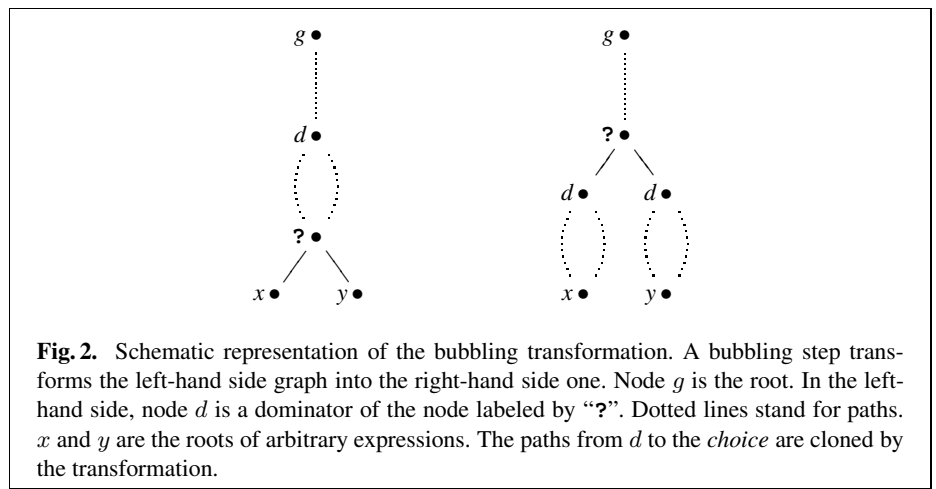 g g
d ?
d d
?
x y x y
Fig. 2. Schematic representation of the bubbling transformation. A bubbling step trans-
forms the left-hand side graph into the right-hand side one. Node g is the root. In the left-
hand side, node d is a dominator of the node labeled by “?”. Dotted lines stand for paths.
x and y are the roots of arbitrary expressions. The paths from d to the choice are cloned by
the transformation.